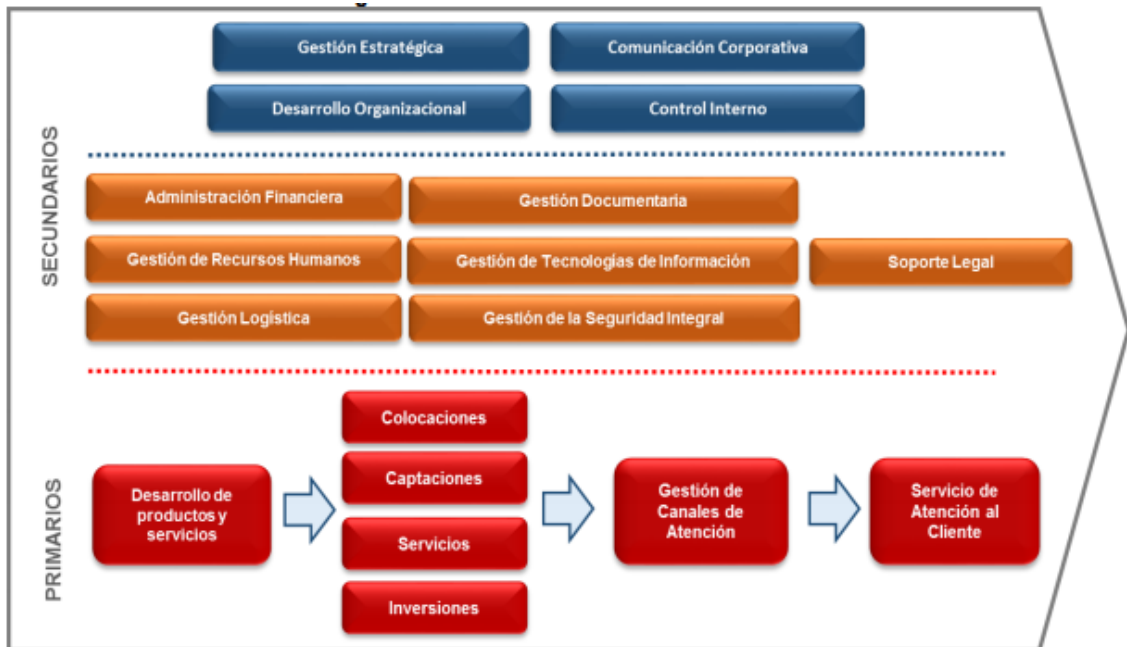 Gestión Estratégica
Comunicación Corporativa
Desarrollo Organizacional
Control Interno
SECUNDARIOS
Administración Financiera
Gestión Documentaria
Gestión de Recursos Humanos
Gestión de Tecnologías de Información
Soporte Legal
Gestión Logística
Gestión de la Seguridad Integral
PRIMARIOS
Desarrollo de
productos y
servicios
Colocaciones
Captaciones
Servicios
Inversiones
Gestión de
Canales de
Atención
Servicio de
Atención al
Cliente